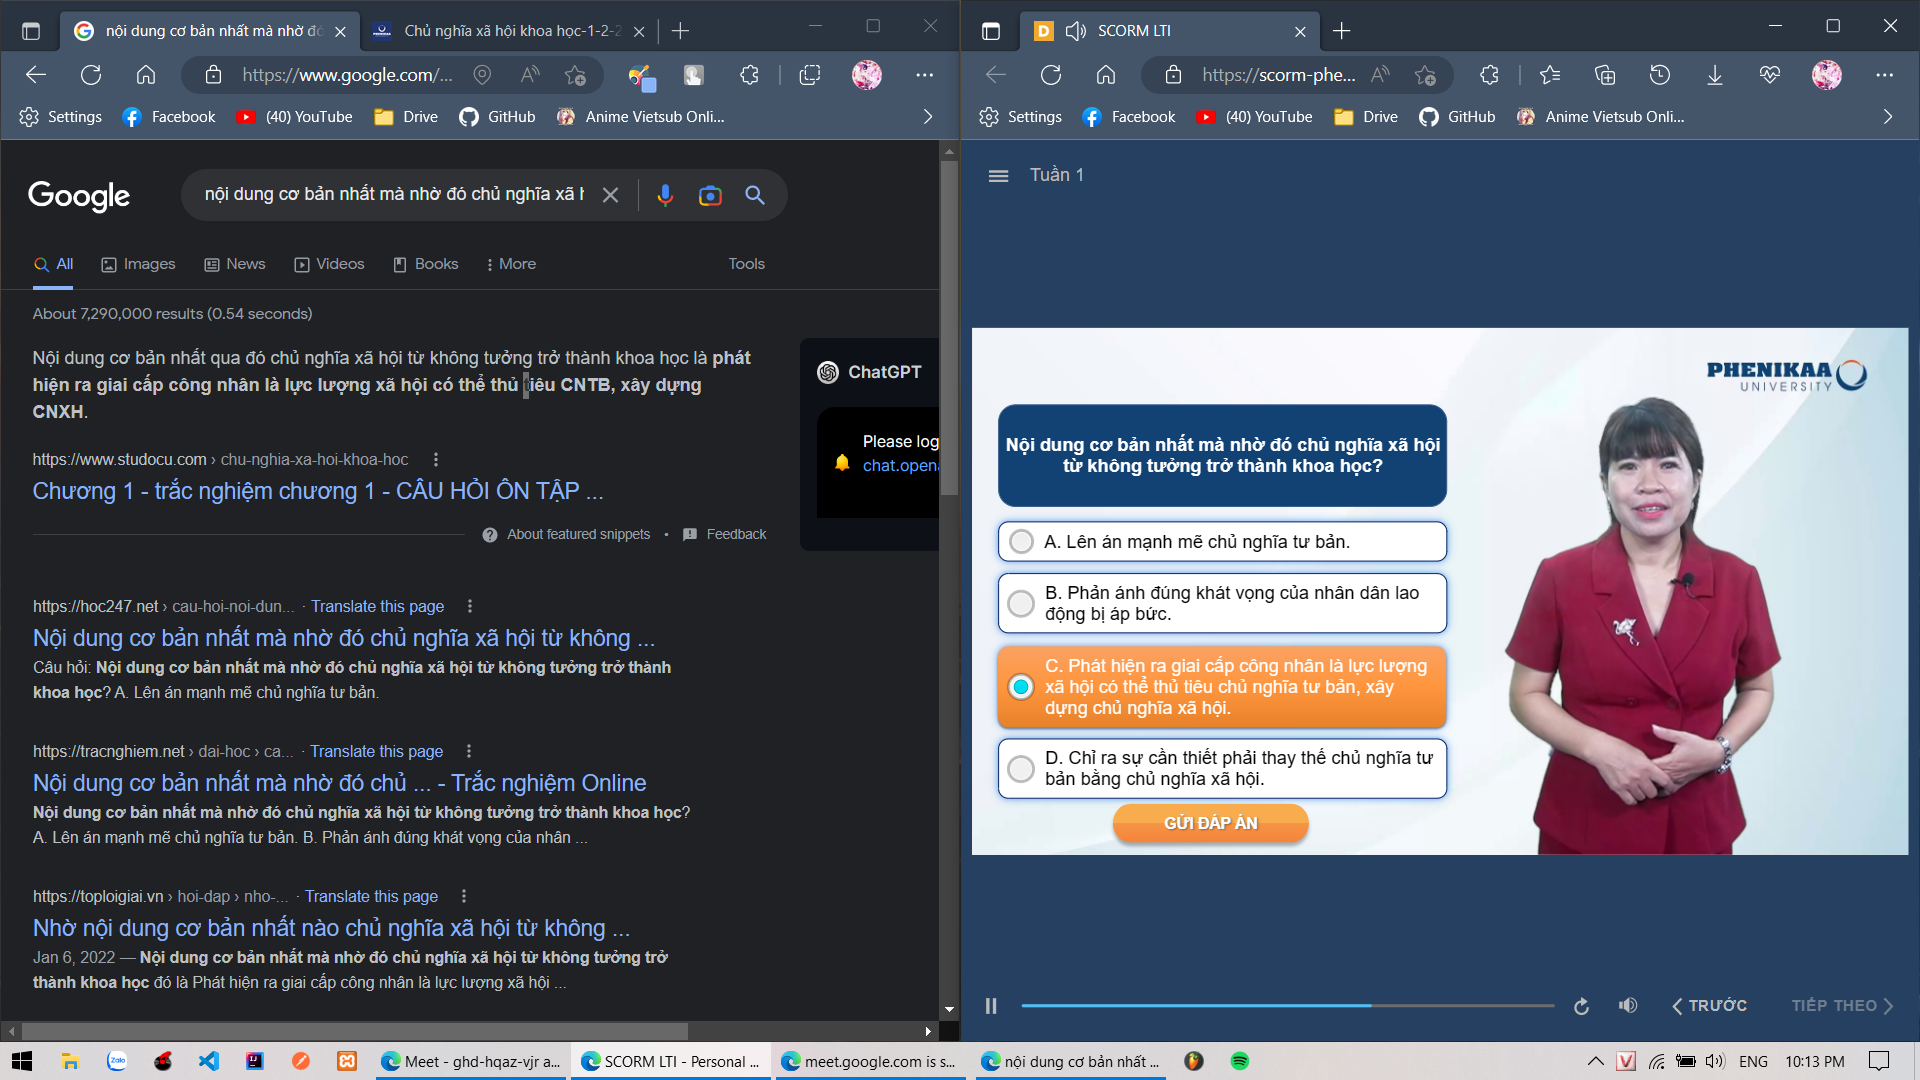 nội dung cơ bản nhất mà nhờ đó
Chủ nghĩa xã hội khoa học-1-2-2
https://www.google.com/...
Settings
Facebook
(40) YouTube
Drive
GitHub
Anime Vietsub Onli...
Google
nội dung cơ bản nhất mà nhờ đó chủ nghĩa xã h
All
Images
News
Videos
Books
More
Tools
About 7,290,000 results (0.54 seconds)
Nội dung cơ bản nhất qua đó chủ nghĩa xã hội từ không tưởng trở thành khoa học là phát
hiện ra giai cấp công nhân là lực lượng xã hội có thể thủ tiêu CNTB, xây dựng
CNXH.
https://www.studocu.com › chu-nghia-xa-hoi-khoa-hoc
Chương 1 - trắc nghiệm chương 1 - CÂU HỎI ÔN TẬP ...
About featured snippets • Feedback
ChatGPT
Please log
chat.opena
https://hoc247.net › cau-hoi-noi-dun... · Translate this page
Nội dung cơ bản nhất mà nhờ đó chủ nghĩa xã hội từ không ...
Câu hỏi: Nội dung cơ bản nhất mà nhờ đó chủ nghĩa xã hội từ không tưởng trở thành
khoa học? A. Lên án mạnh mẽ chủ nghĩa tư bản.
https://tracnghiem.net › dai-hoc › ca... · Translate this page
Nội dung cơ bản nhất mà nhờ đó chủ ... - Trắc nghiệm Online
Nội dung cơ bản nhất mà nhờ đó chủ nghĩa xã hội từ không tưởng trở thành khoa học?
A. Lên án mạnh mẽ chủ nghĩa tư bản. B. Phản ánh đúng khát vọng của nhân ...
https://toploigiai.vn › hoi-dap › nho-... · Translate this page
Nhờ nội dung cơ bản nhất nào chủ nghĩa xã hội từ không ...
Jan 6, 2022 — Nội dung cơ bản nhất mà nhờ đó chủ nghĩa xã hội từ không tưởng trở
thành khoa học đó là Phát hiện ra giai cấp công nhân là lực lượng xã hội ...
D SCORM LTI
https://scorm-phe...
Settings
Facebook
(40) YouTube
Drive
GitHub
Anime Vietsub Onli...
Tuần 1
PHENIKAA
UNIVERSITY
Nội dung cơ bản nhất mà nhờ đó chủ nghĩa xã hội
từ không tưởng trở thành khoa học?
A. Lên án mạnh mẽ chủ nghĩa tư bản.
B. Phản ánh đúng khát vọng của nhân dân lao
động bị áp bức.
C. Phát hiện ra giai cấp công nhân là lực lượng
xã hội có thể thủ tiêu chủ nghĩa tư bản, xây
dựng chủ nghĩa xã hội.
D. Chỉ ra sự cần thiết phải thay thế chủ nghĩa tư
bản bằng chủ nghĩa xã hội.
GỬI ĐÁP ÁN
TRƯỚC
TIẾP THEO
Zalo
Meet - ghd-hqaz-vjr a...
SCORM LTI - Personal ...
meet.google.com is s...
nội dung cơ bản nhất ...
V
ENG
10:13 PM